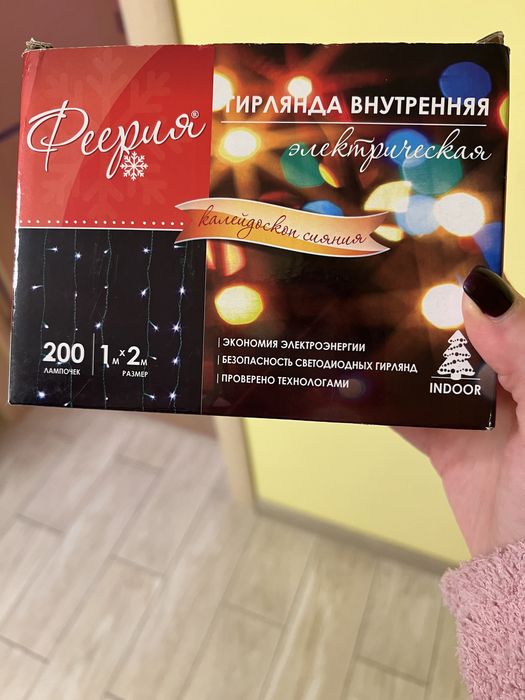 Феерия®
ГИРЛЯНДА ВНУТРЕННЯЯ
электрическая
калейдоскоп сияния
200 ЛАМПОЧЕК
1м x 2м РАЗМЕР
| ЭКОНОМИЯ ЭЛЕКТРОЭНЕРГИИ
| БЕЗОПАСНОСТЬ СВЕТОДИОДНЫХ ГИРЛЯНД
| ПРОВЕРЕНО ТЕХНОЛОГАМИ
INDOOR